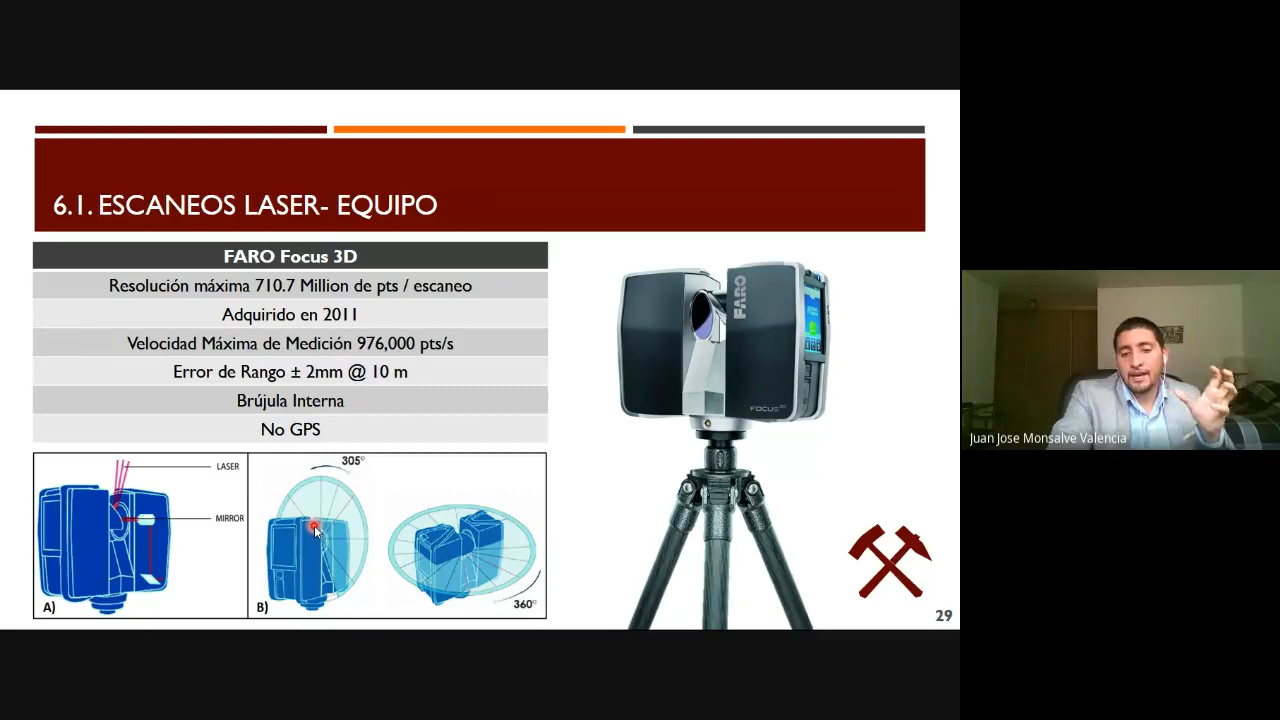 6.1. ESCANEOS LASER- EQUIPO
FARO Focus 3D
Resolución máxima 710.7 Million de pts / escaneo
Adquirido en 2011
Velocidad Máxima de Medición 976,000 pts/s
Error de Rango ± 2mm @ 10 m
Brújula Interna
No GPS
LASER
MIRROR
A)
305º
B)
360º
FARO
FOCUS
29
Juan Jose Monsalve Valencia